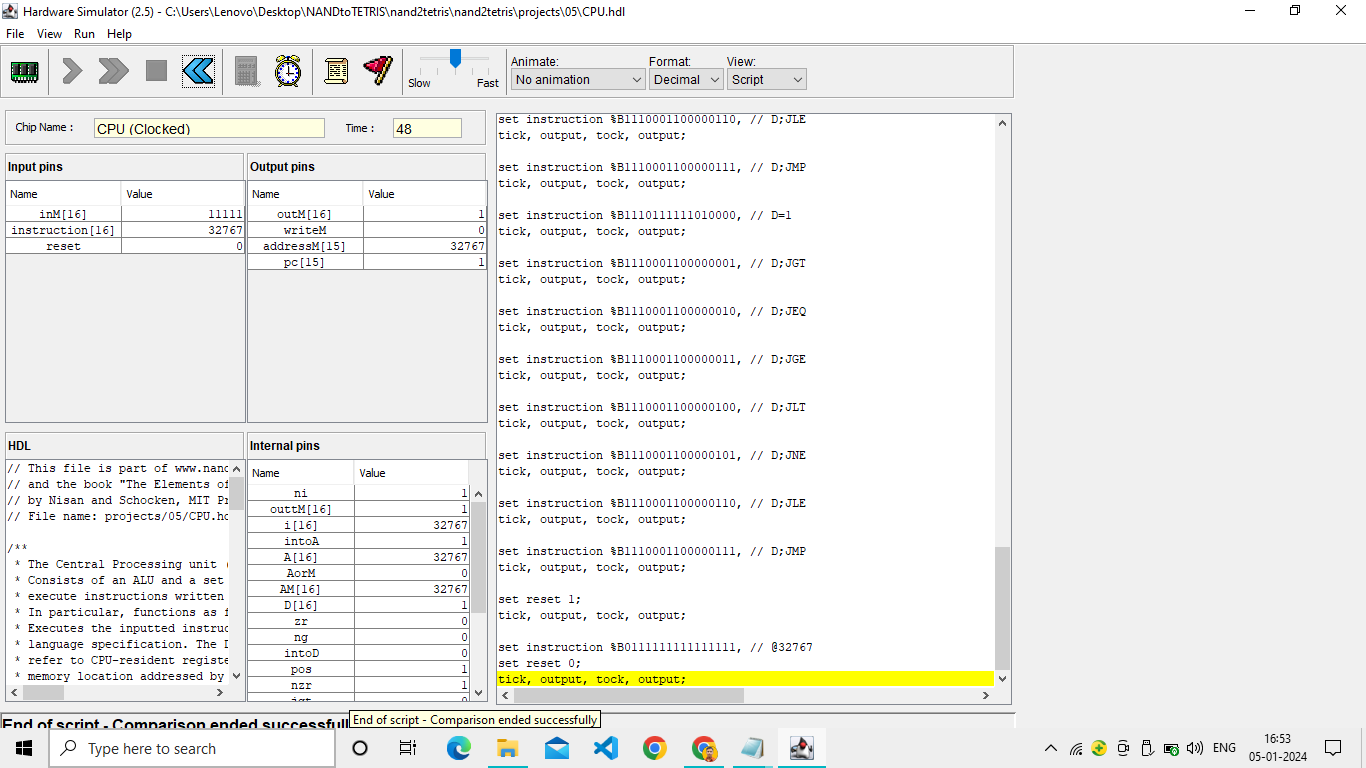 Hardware Simulator (2.5) - C:\Users\Lenovo\Desktop\NANDtoTETRIS\nand2tetris\nand2tetris\projects\05\CPU.hdl
File View Run Help
Slow Fast
Animate: Format: View:
No animation Decimal Script
Chip Name : CPU (Clocked) Time : 48
Input pins
Name Value
inM[16] 11111
instruction[16] 32767
reset 0
Output pins
Name Value
outM[16] 1
writeM 0
addressM[15] 32767
pc[15] 1
HDL
// This file is part of www.nand
// and the book "The Elements of
// by Nisan and Schocken, MIT Pr
// File name: projects/05/CPU.hd
/**
* The Central Processing unit (
* Consists of an ALU and a set
* execute instructions written
* In particular, functions as f
* Executes the inputted instruc
* language specification. The D
* refer to CPU-resident registe
* memory location addressed by
Internal pins
Name Value
ni 1
outtM[16] 1
i[16] 32767
intoA 1
A[16] 32767
AorM 0
AM[16] 32767
D[16] 1
zr 0
ng 0
intoD 0
pos 1
nzr 1
set instruction %B1110001100000110, // D;JLE
tick, output, tock, output;
set instruction %B1110001100000111, // D;JMP
tick, output, tock, output;
set instruction %B1110111111010000, // D=1
tick, output, tock, output;
set instruction %B1110001100000001, // D;JGT
tick, output, tock, output;
set instruction %B1110001100000010, // D;JEQ
tick, output, tock, output;
set instruction %B1110001100000011, // D;JGE
tick, output, tock, output;
set instruction %B1110001100000100, // D;JLT
tick, output, tock, output;
set instruction %B1110001100000101, // D;JNE
tick, output, tock, output;
set instruction %B1110001100000110, // D;JLE
tick, output, tock, output;
set instruction %B1110001100000111, // D;JMP
tick, output, tock, output;
set reset 1;
tick, output, tock, output;
set instruction %B0111111111111111, // @32767
set reset 0;
tick, output, tock, output;
End of script - Comparison ended successfull
End of script - Comparison ended successfully
Type here to search
ENG
16:53
05-01-2024